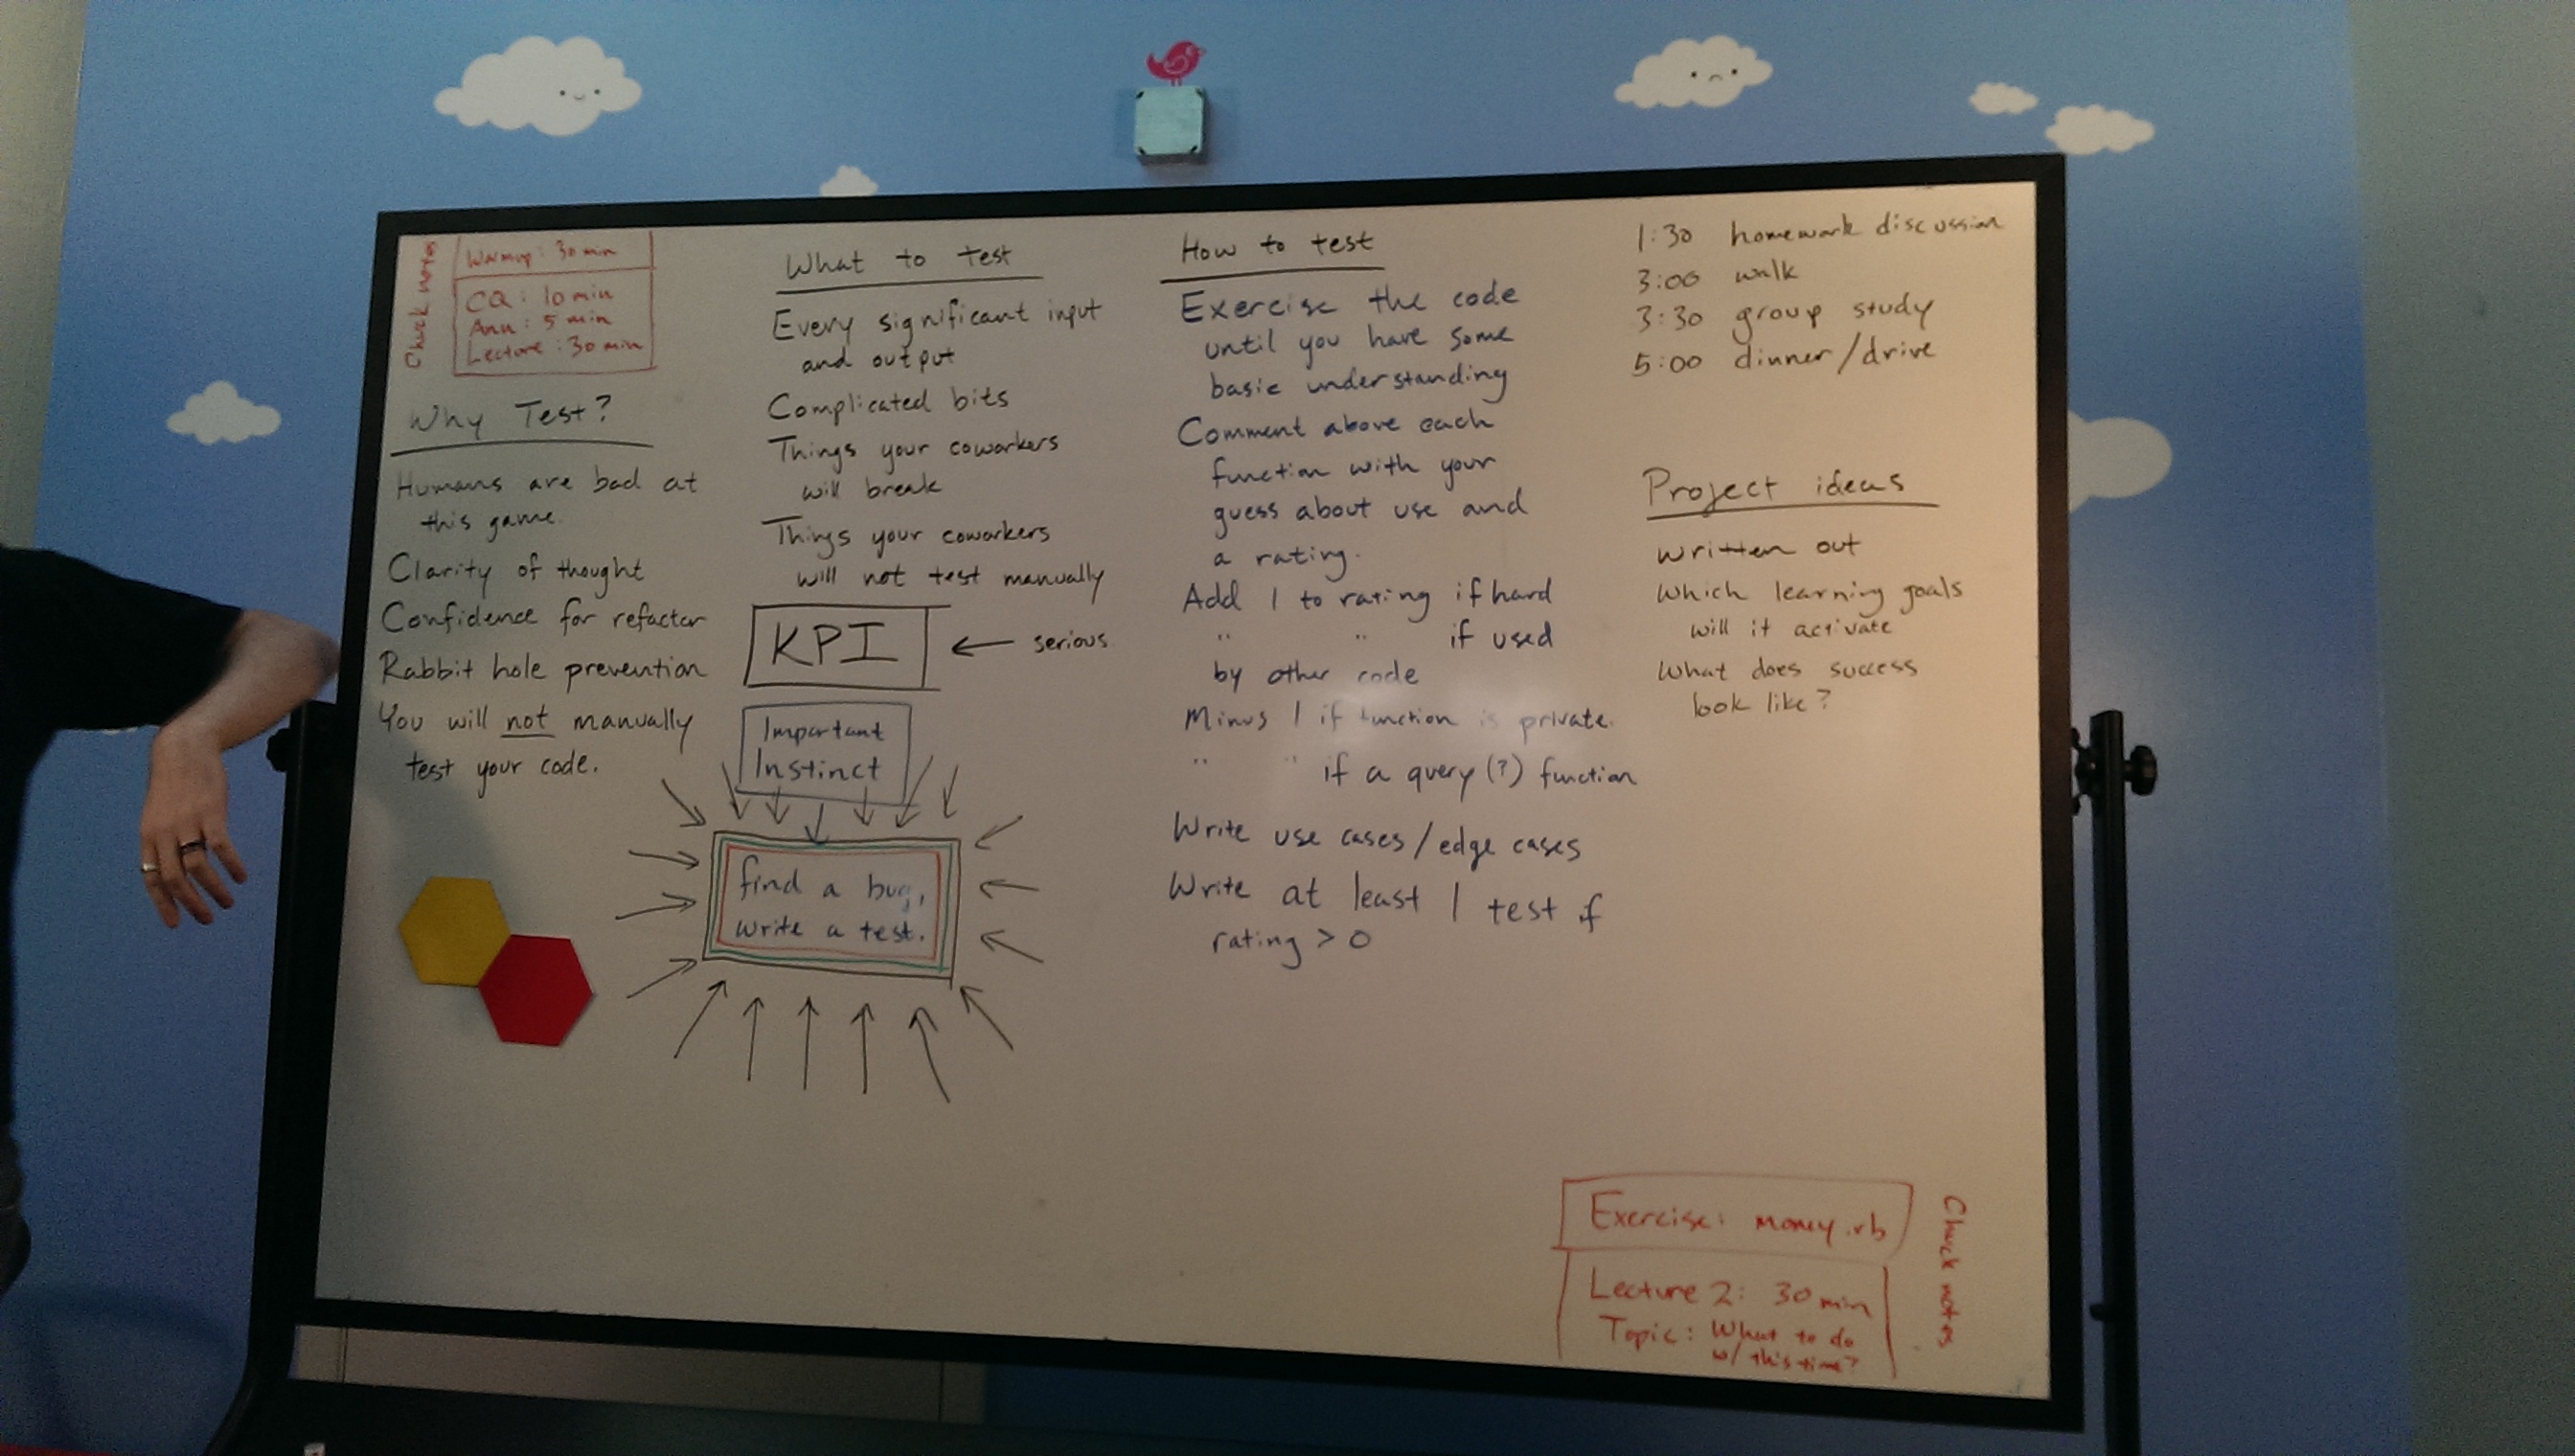 Chuck notes
Warmup: 30 min
CQ: 10 min
Ann: 5 min
Lecture: 30 min
Why Test?
Humans are bad at
this game.
Clarity of thought
Confidence for refactor
Rabbit hole prevention
You will not manually
test your code.
What to test
Every significant input
and output
Complicated bits
Things your coworkers
will break
Things your coworkers
will not test manually
KPI ← serious
Important
Instinct
find a bug,
write a test.
How to test
Exercise the code
until you have some
basic understanding
Comment above each
function with your
guess about use and
a rating.
Add 1 to rating if hard
" " if used
by other code
Minus 1 if function is private.
" " if a query (?) function
Write use cases/edge cases
Write at least 1 test if
rating > 0
1:30 homework discussion
3:00 walk
3:30 group study
5:00 dinner/drive
Project ideas
written out
Which learning goals
will it activate
What does success
look like?
Exercise: money.rb
Lecture 2: 30 min
Topic: What to do
w/ this time?
Chuck notes